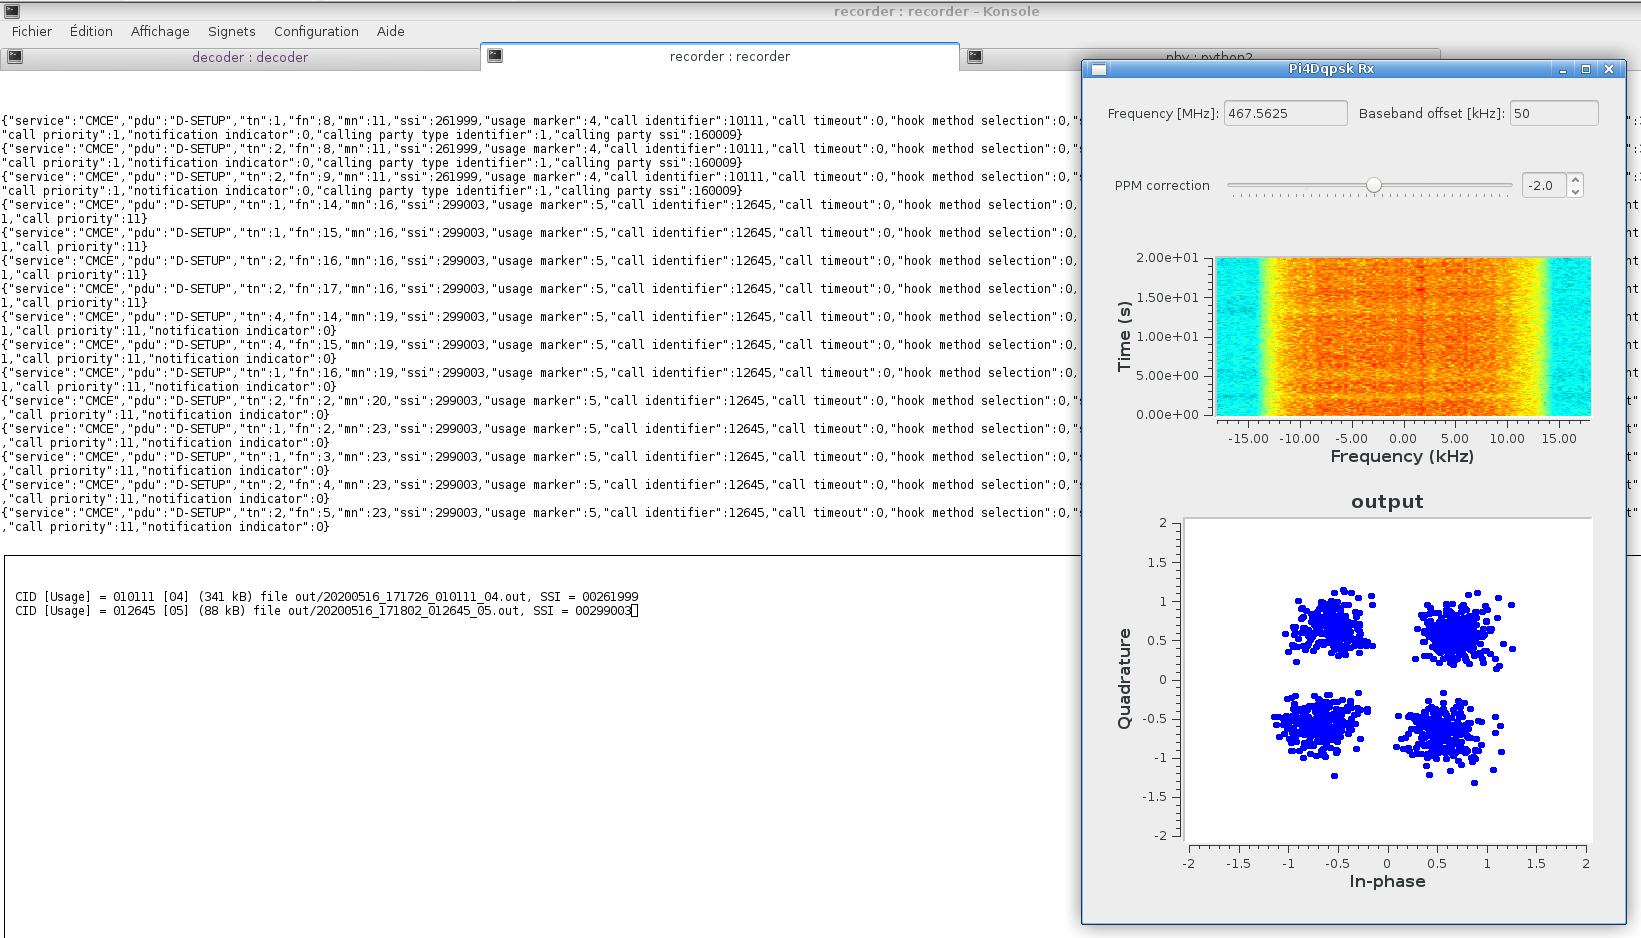 recorder : recorder – Konsole
Fichier Édition Affichage Signets Configuration Aide
decoder : decoder
recorder : recorder
phy : python2
{"service":"CMCE","pdu":"D-SETUP","tn":1,"fn":8,"mn":11,"ssi":261999,"usage marker":4,"call identifier":10111,"call timeout":0,"hook method selection":0,"
"call priority":1,"notification indicator":0,"calling party type identifier":1,"calling party ssi":160009}
{"service":"CMCE","pdu":"D-SETUP","tn":2,"fn":8,"mn":11,"ssi":261999,"usage marker":4,"call identifier":10111,"call timeout":0,"hook method selection":0,"
"call priority":1,"notification indicator":0,"calling party type identifier":1,"calling party ssi":160009}
{"service":"CMCE","pdu":"D-SETUP","tn":2,"fn":9,"mn":11,"ssi":261999,"usage marker":4,"call identifier":10111,"call timeout":0,"hook method selection":0,"
"call priority":1,"notification indicator":0,"calling party type identifier":1,"calling party ssi":160009}
{"service":"CMCE","pdu":"D-SETUP","tn":1,"fn":14,"mn":16,"ssi":299003,"usage marker":5,"call identifier":12645,"call timeout":0,"hook method selection":0, nt
1,"call priority":11}
{"service":"CMCE","pdu":"D-SETUP","tn":1,"fn":15,"mn":16,"ssi":299003,"usage marker":5,"call identifier":12645,"call timeout":0,"hook method selection":0, nt
1,"call priority":11}
{"service":"CMCE","pdu":"D-SETUP","tn":2,"fn":16,"mn":16,"ssi":299003,"usage marker":5,"call identifier":12645,"call timeout":0,"hook method selection":0, nt
1,"call priority":11}
{"service":"CMCE","pdu":"D-SETUP","tn":2,"fn":17,"mn":16,"ssi":299003,"usage marker":5,"call identifier":12645,"call timeout":0,"hook method selection":0, nt
1,"call priority":11}
{"service":"CMCE","pdu":"D-SETUP","tn":4,"fn":14,"mn":19,"ssi":299003,"usage marker":5,"call identifier":12645,"call timeout":0,"hook method selection":0, nt
1,"call priority":11,"notification indicator":0}
{"service":"CMCE","pdu":"D-SETUP","tn":4,"fn":15,"mn":19,"ssi":299003,"usage marker":5,"call identifier":12645,"call timeout":0,"hook method selection":0, nt
1,"call priority":11,"notification indicator":0}
{"service":"CMCE","pdu":"D-SETUP","tn":1,"fn":16,"mn":19,"ssi":299003,"usage marker":5,"call identifier":12645,"call timeout":0,"hook method selection":0, nt
1,"call priority":11,"notification indicator":0}
{"service":"CMCE","pdu":"D-SETUP","tn":2,"fn":2,"mn":20,"ssi":299003,"usage marker":5,"call identifier":12645,"call timeout":0,"hook method selection":0," t"
,"call priority":11,"notification indicator":0}
{"service":"CMCE","pdu":"D-SETUP","tn":1,"fn":2,"mn":23,"ssi":299003,"usage marker":5,"call identifier":12645,"call timeout":0,"hook method selection":0," t"
,"call priority":11,"notification indicator":0}
{"service":"CMCE","pdu":"D-SETUP","tn":1,"fn":3,"mn":23,"ssi":299003,"usage marker":5,"call identifier":12645,"call timeout":0,"hook method selection":0," t"
,"call priority":11,"notification indicator":0}
{"service":"CMCE","pdu":"D-SETUP","tn":2,"fn":4,"mn":23,"ssi":299003,"usage marker":5,"call identifier":12645,"call timeout":0,"hook method selection":0," t"
,"call priority":11,"notification indicator":0}
{"service":"CMCE","pdu":"D-SETUP","tn":2,"fn":5,"mn":23,"ssi":299003,"usage marker":5,"call identifier":12645,"call timeout":0,"hook method selection":0," t"
,"call priority":11,"notification indicator":0}
CID [Usage] = 010111 [04] (341 kB) file out/20200516_171726_010111_04.out, SSI = 00261999
CID [Usage] = 012645 [05] (88 kB) file out/20200516_171802_012645_05.out, SSI = 00299003
Pi4Dqpsk Rx
Frequency [MHz]: 467.5625 Baseband offset [kHz]: 50
PPM correction -2.0
2.00e+01
1.50e+01
1.00e+01
5.00e+00
0.00e+00
Time (s)
-15.00 -10.00 -5.00 0.00 5.00 10.00 15.00
Frequency (kHz)
output
2
1.5
1
0.5
0
-0.5
-1
-1.5
-2
Quadrature
-2 -1.5 -1 -0.5 0 0.5 1 1.5 2
In-phase